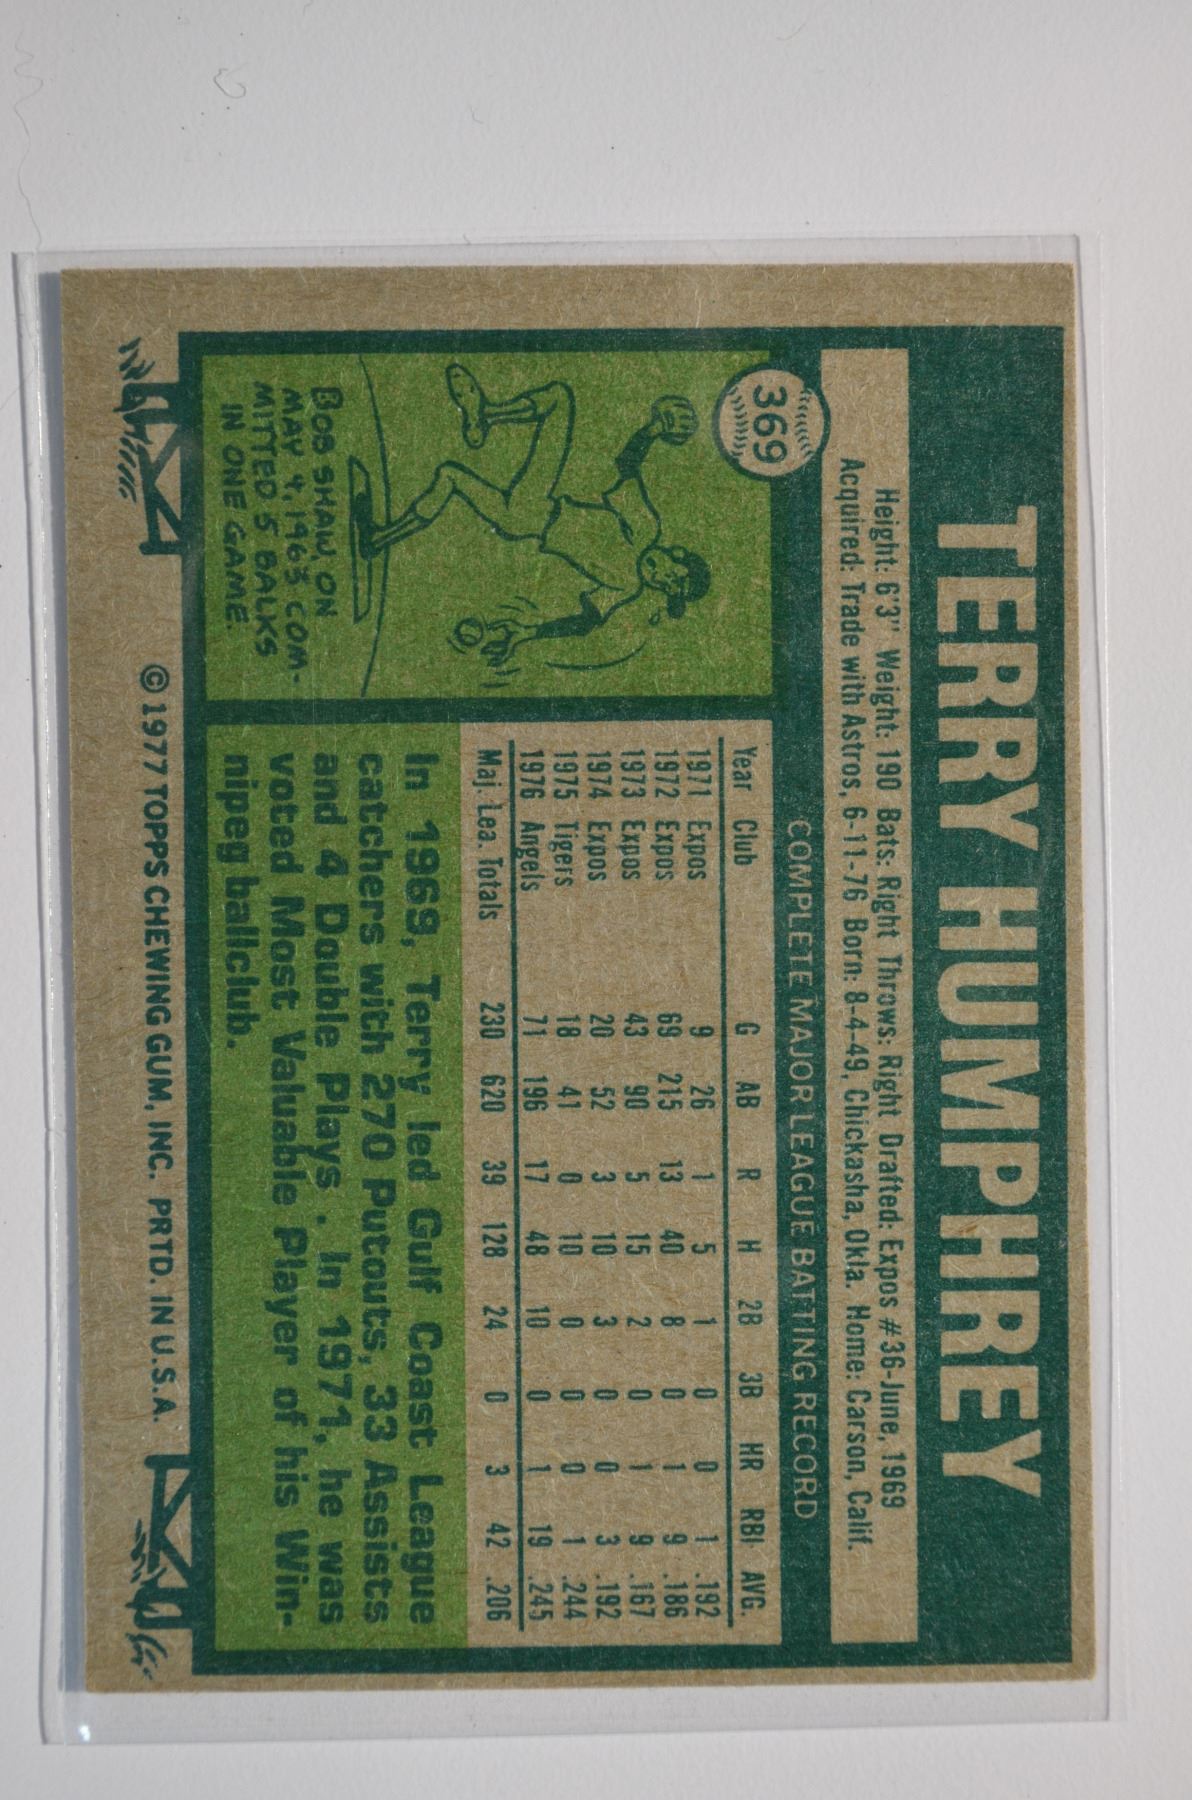 TERRY HUMPHREY
369
Height: 6'3" Weight: 190 Bats: Right Throws: Right Drafted: Expos #36-June, 1969
Acquired: Trade with Astros, 6-11-76 Born: 8-4-49, Chickasha, Okla. Home: Carson, Calif.
COMPLETE MAJOR LEAGUE BATTING RECORD
Year Club G AB R H 2B 3B HR RBI AVG.
1971 Expos 9 26 1 5 1 0 0 1 .192
1972 Expos 69 215 13 40 8 0 1 9 .186
1973 Expos 43 90 5 15 2 0 1 9 .167
1974 Expos 20 52 3 10 3 0 0 3 .192
1975 Tigers 18 41 0 10 0 0 0 1 .244
1976 Angels 71 196 17 48 10 0 1 19 .245
Maj. Lea. Totals 230 620 39 128 24 0 3 42 .206
BOB SHAW, ON
MAY 4, 1963 COM-
MITTED 5 BALKS
IN ONE GAME.
In 1969, Terry led Gulf Coast League
catchers with 270 Putouts, 33 Assists
and 4 Double Plays . In 1971, he was
voted Most Valuable Player of his Win-
nipeg ballclub.
© 1977 TOPPS CHEWING GUM, INC. PRTD. IN U.S.A.